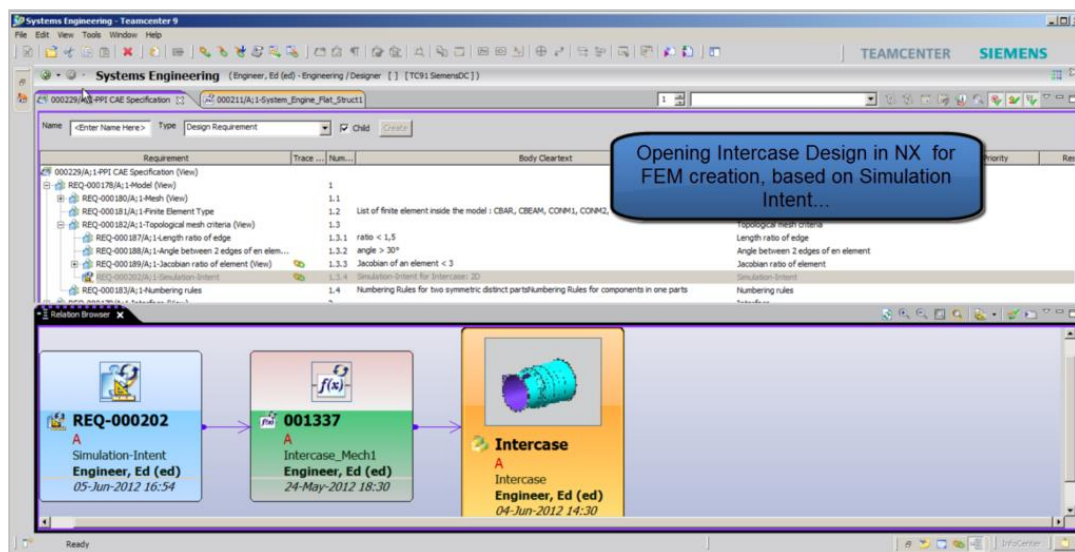 Systems Engineering - Teamcenter 9
File Edit View Tools Window Help
TEAMCENTER SIEMENS
Systems Engineering (Engineer, Ed (ed) - Engineering / Designer [ ] [TC91 SiemensDC])
000229/A;1-PPI CAE Specification 000211/A;1-System_Engine_Flat_Struct1 1
Name <Enter Name Here> Type Design Requirement Child Create
Opening Intercase Design in NX for
FEM creation, based on Simulation
Intent...
Requirement Trace ... Num... Body Cleartext Priority Res
000229/A;1-PPI CAE Specification (View)
REQ-000178/A;1-Model (View) 1
REQ-000180/A;1-Mesh (View) 1.1
REQ-000181/A;1-Finite Element Type 1.2 List of finite element inside the model : CBAR, CBEAM, CONM1, CONM2,
REQ-000182/A;1-Topological mesh criteria (View) 1.3 Topological mesh criteria
REQ-000187/A;1-Length ratio of edge 1.3.1 ratio < 1,5 Length ratio of edge
REQ-000188/A;1-Angle between 2 edges of en elem... 1.3.2 angle > 30° Angle between 2 edges of en element
REQ-000189/A;1-Jacobian ratio of element (View) 1.3.3 Jacobian of an element < 3 Jacobian ratio of element
REQ-000202/A;1-Simulation-Intent 1.3.4 Simulation-Intent for Intercase: 2D Simulation-Intent
REQ-000183/A;1-Numbering rules 1.4 Numbering Rules for two symmetric distinct partsNumbering Rules for components in one parts Numbering rules
Relation Browser
REQ-000202
A
Simulation-Intent
Engineer, Ed (ed)
05-Jun-2012 16:54
f(x)
001337
A
Intercase_Mech1
Engineer, Ed (ed)
24-May-2012 18:30
Intercase
A
Intercase
Engineer, Ed (ed)
04-Jun-2012 14:30
Ready InfoCenter